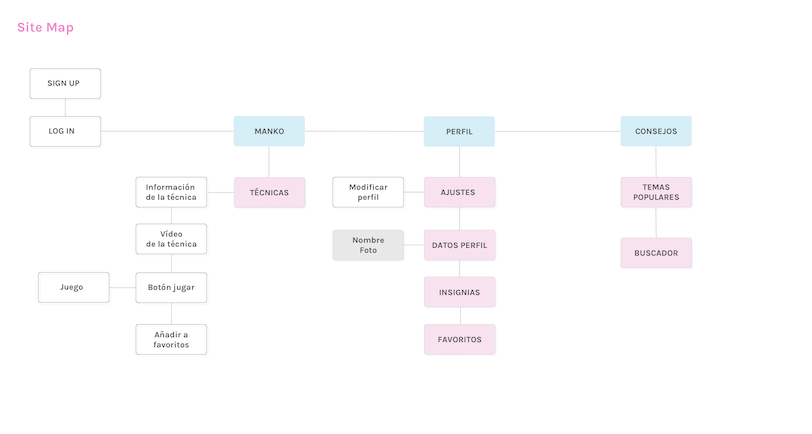 Site Map
SIGN UP
LOG IN
MANKO
PERFIL
CONSEJOS
Información
de la técnica
TÉCNICAS
Modificar
perfil
AJUSTES
TEMAS
POPULARES
Vídeo
de la técnica
Nombre
Foto
DATOS PERFIL
BUSCADOR
Juego
Botón jugar
INSIGNIAS
Añadir a
favoritos
FAVORITOS